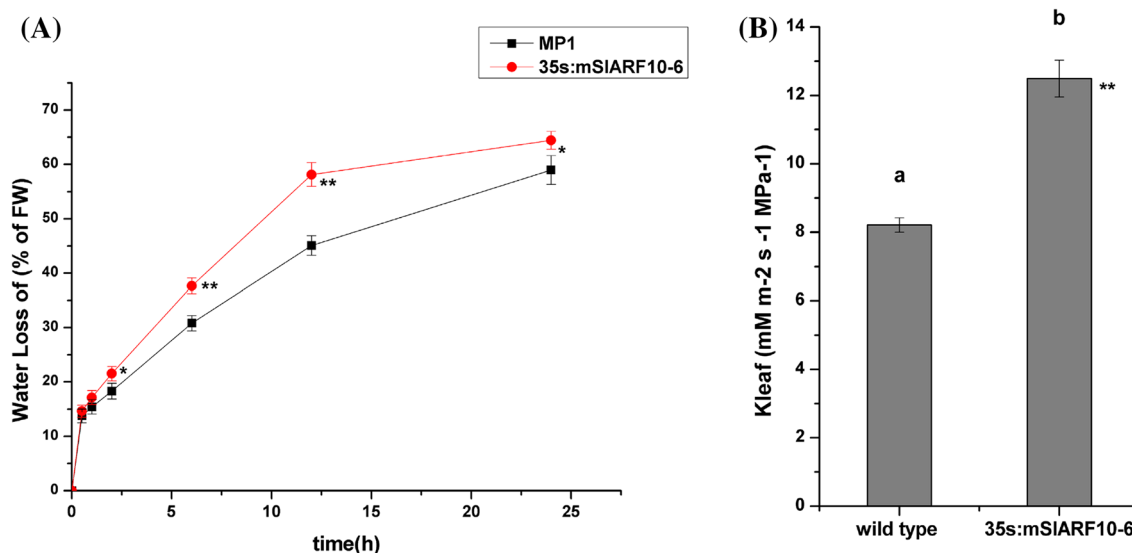 (A)
MP1
35s:mSlARF10-6
Water Loss of (% of FW)
70
60
50
40
30
20
10
0
*
**
**
*
0
5
10
15
20
25
time(h)
(B)
Kleaf (mM m-2 s -1 MPa-1)
14
12
10
8
6
4
2
0
a
b
**
wild type
35s:mSlARF10-6